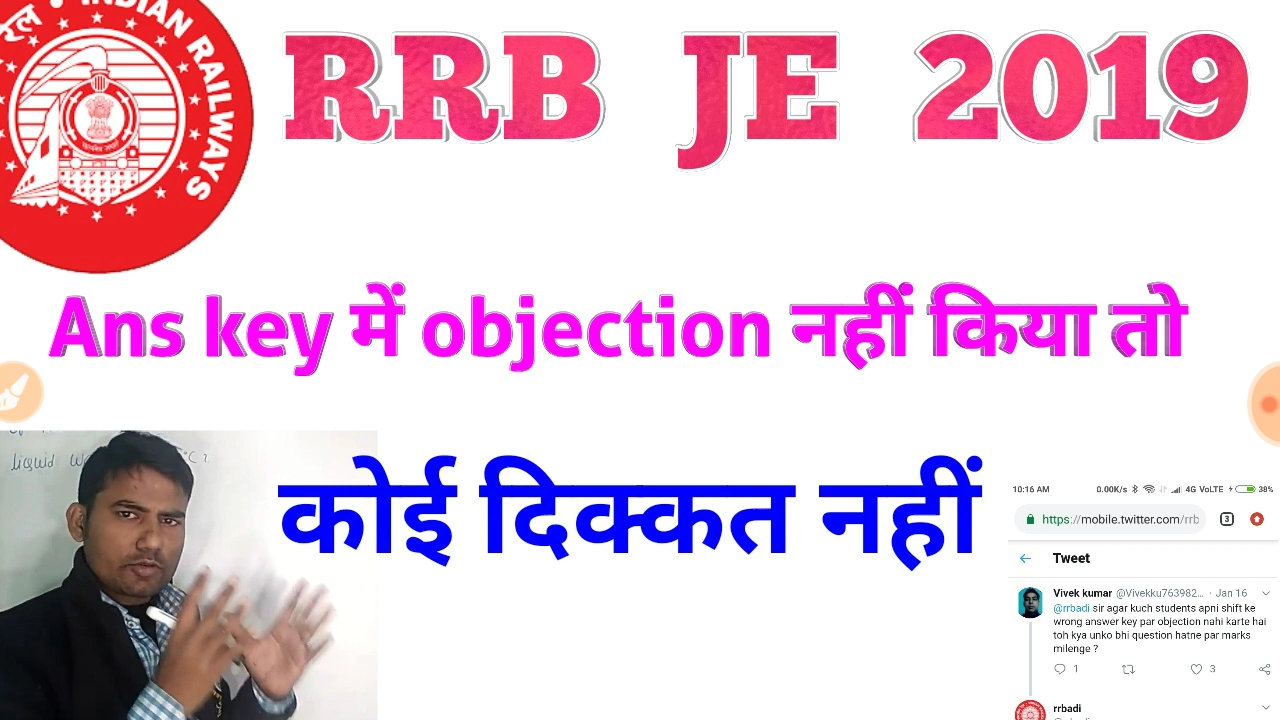 रेल • INDIAN RAILWAYS
RRB JE 2019
Ans key में objection नहीं किया तो
कोई दिक्कत नहीं
liquid
°C?
10:16 AM 0.00K/s 4G VoLTE 38%
https://mobile.twitter.com/rrb 3
Tweet
Vivek kumar @Vivekku763982... · Jan 16
@rrbadi sir agar kuch students apni shift ke
wrong answer key par objection nahi karte hai
toh kya unko bhi question hatne par marks
milenge ?
1 3
rrbadi